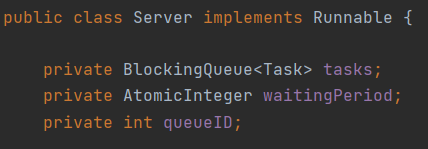 public class Server implements Runnable {
private BlockingQueue<Task> tasks;
private AtomicInteger waitingPeriod;
private int queueID;